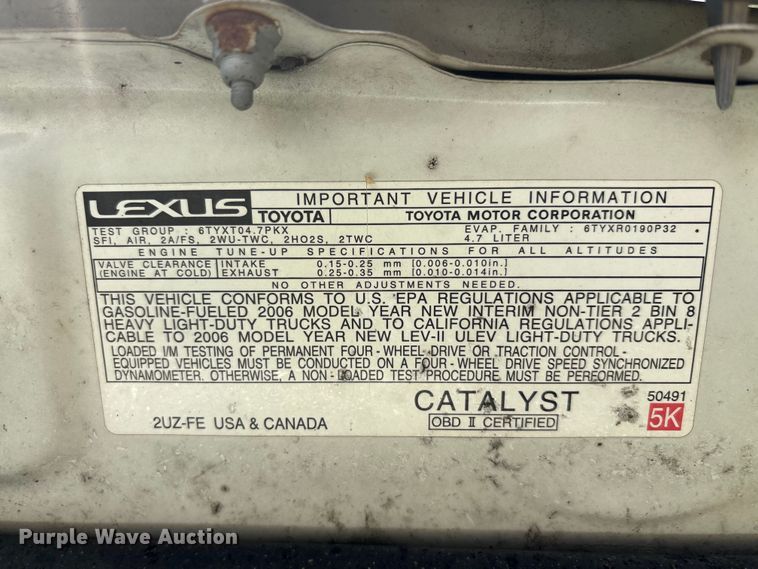 LEXUS IMPORTANT VEHICLE INFORMATION
TOYOTA TOYOTA MOTOR CORPORATION
TEST GROUP : 6TYXT04.7PKX EVAP. FAMILY : 6TYXR0190P32
SFI, AIR, 2A/FS, 2WU-TWC, 2HO2S, 2TWC 4.7 LITER
ENGINE TUNE-UP SPECIFICATIONS FOR ALL ALTITUDES
VALVE CLEARANCE INTAKE 0.15-0.25 mm [0.006-0.010in.]
(ENGINE AT COLD) EXHAUST 0.25-0.35 mm [0.010-0.014in.]
NO OTHER ADJUSTMENTS NEEDED.
THIS VEHICLE CONFORMS TO U.S. EPA REGULATIONS APPLICABLE TO
GASOLINE-FUELED 2006 MODEL YEAR NEW INTERIM NON-TIER 2 BIN 8
HEAVY LIGHT-DUTY TRUCKS AND TO CALIFORNIA REGULATIONS APPLI-
CABLE TO 2006 MODEL YEAR NEW LEV-II ULEV LIGHT-DUTY TRUCKS.
LOADED I/M TESTING OF PERMANENT FOUR-WHEEL DRIVE OR TRACTION CONTROL-
EQUIPPED VEHICLES MUST BE CONDUCTED ON A FOUR-WHEEL DRIVE SPEED SYNCHRONIZED
DYNAMOMETER. OTHERWISE, A NON-LOADED TEST PROCEDURE MUST BE PERFORMED.
CATALYST 50491
2UZ-FE USA & CANADA OBD II CERTIFIED 5K
Purple Wave Auction